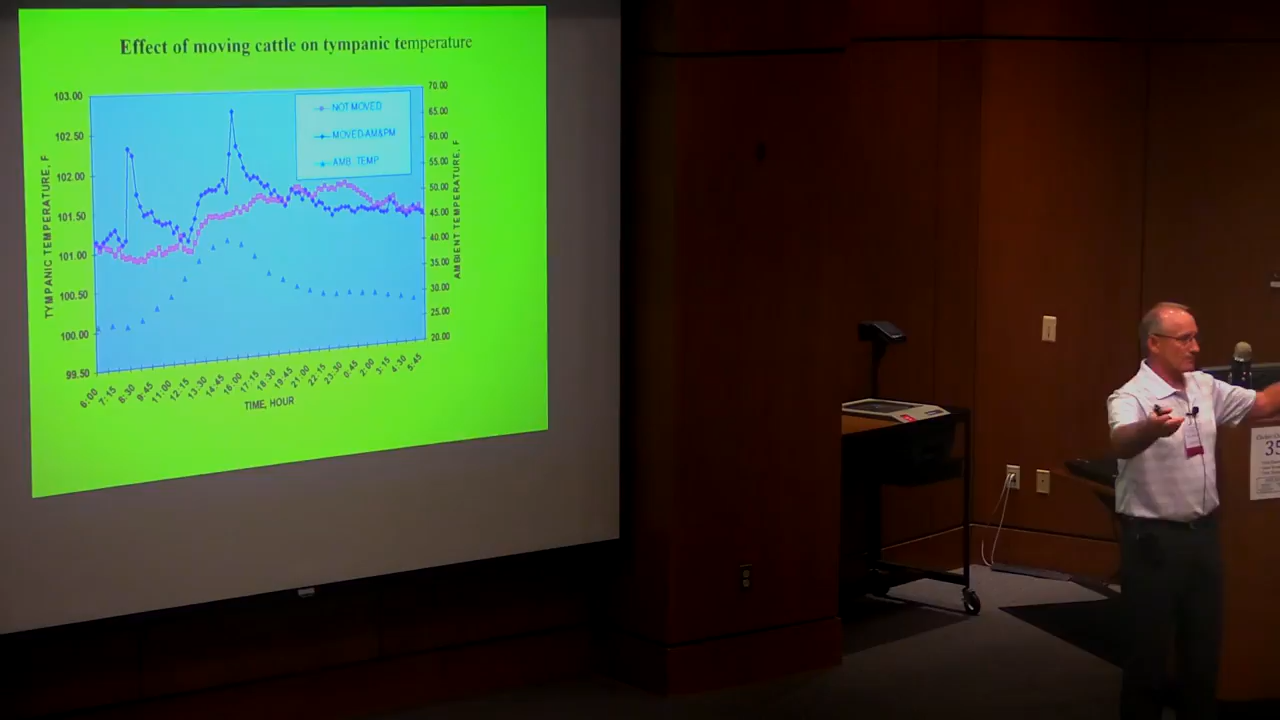 Effect of moving cattle on tympanic temperature
103.00
102.50
102.00
101.50
101.00
100.50
100.00
99.50
TYMPANIC TEMPERATURE, F
NOT MOVED
MOVED-AM&PM
AMB. TEMP
70.00
65.00
60.00
55.00
50.00
45.00
40.00
35.00
30.00
25.00
20.00
AMBIENT TEMPERATURE, F
6:00 7:15 8:30 9:45 11:00 12:15 13:30 14:45 16:00 17:15 18:30 19:45 21:00 22:15 23:30 0:45 2:00 3:15 4:30 5:45
TIME, HOUR